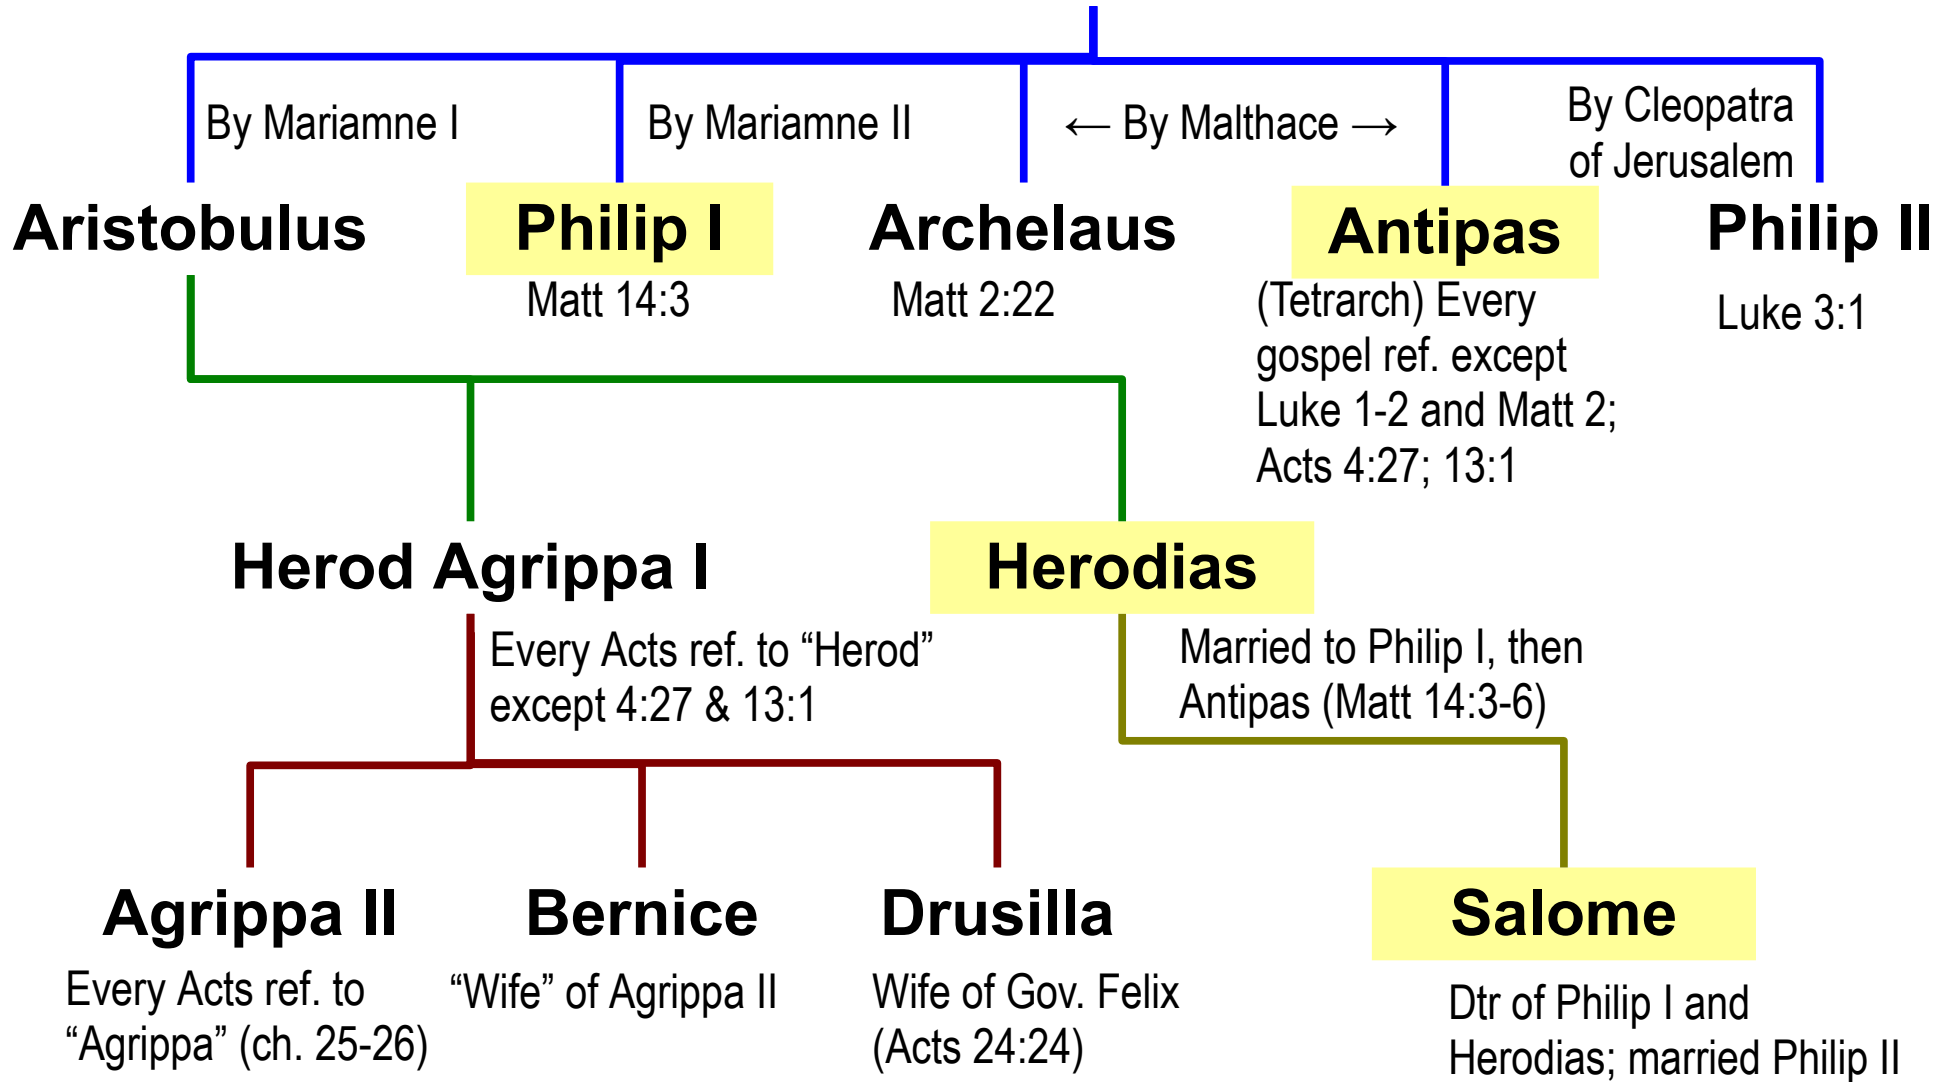 By Mariamne I
By Mariamne II
← By Malthace →
By Cleopatra
of Jerusalem
Aristobulus
Philip I
Archelaus
Antipas
Philip II
Matt 14:3
Matt 2:22
(Tetrarch) Every
gospel ref. except
Luke 1-2 and Matt 2;
Acts 4:27; 13:1
Luke 3:1
Herod Agrippa I
Herodias
Every Acts ref. to “Herod”
except 4:27 & 13:1
Married to Philip I, then
Antipas (Matt 14:3-6)
Agrippa II
Bernice
Drusilla
Salome
Every Acts ref. to
“Agrippa” (ch. 25-26)
“Wife” of Agrippa II
Wife of Gov. Felix
(Acts 24:24)
Dtr of Philip I and
Herodias; married Philip II